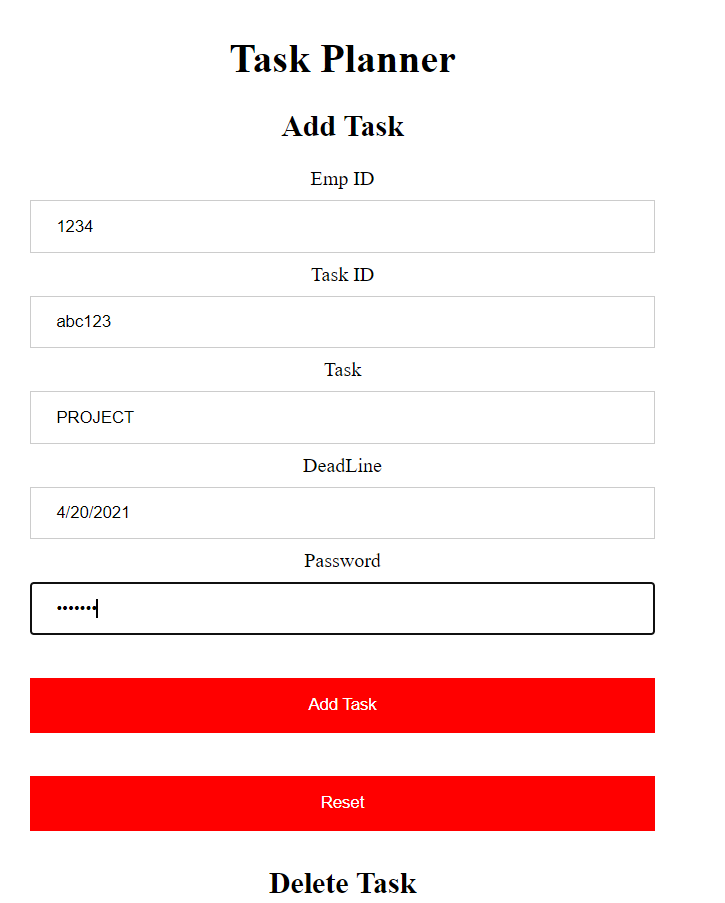 Task Planner
Add Task
Emp ID
1234
Task ID
abc123
Task
PROJECT
DeadLine
4/20/2021
Password
•••••••
Add Task
Reset
Delete Task